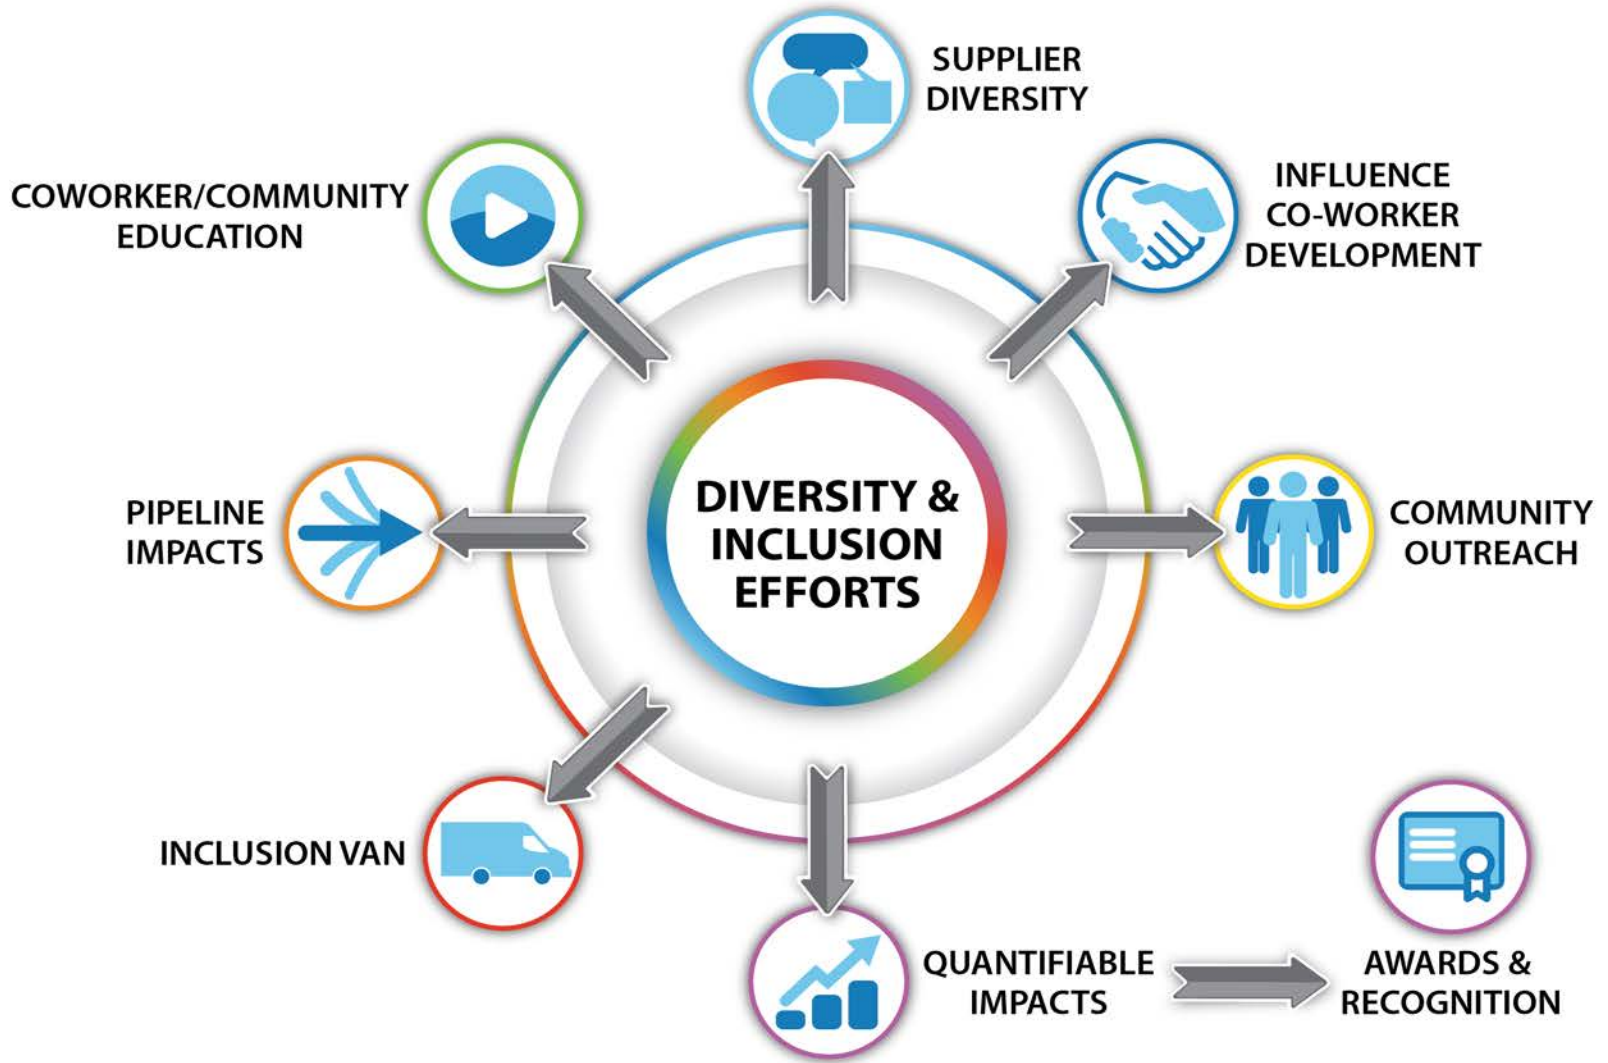 SUPPLIER
DIVERSITY
INFLUENCE
CO-WORKER
DEVELOPMENT
COWORKER/COMMUNITY
EDUCATION
DIVERSITY &
INCLUSION
EFFORTS
PIPELINE
IMPACTS
COMMUNITY
OUTREACH
INCLUSION VAN
QUANTIFIABLE
IMPACTS
AWARDS &
RECOGNITION